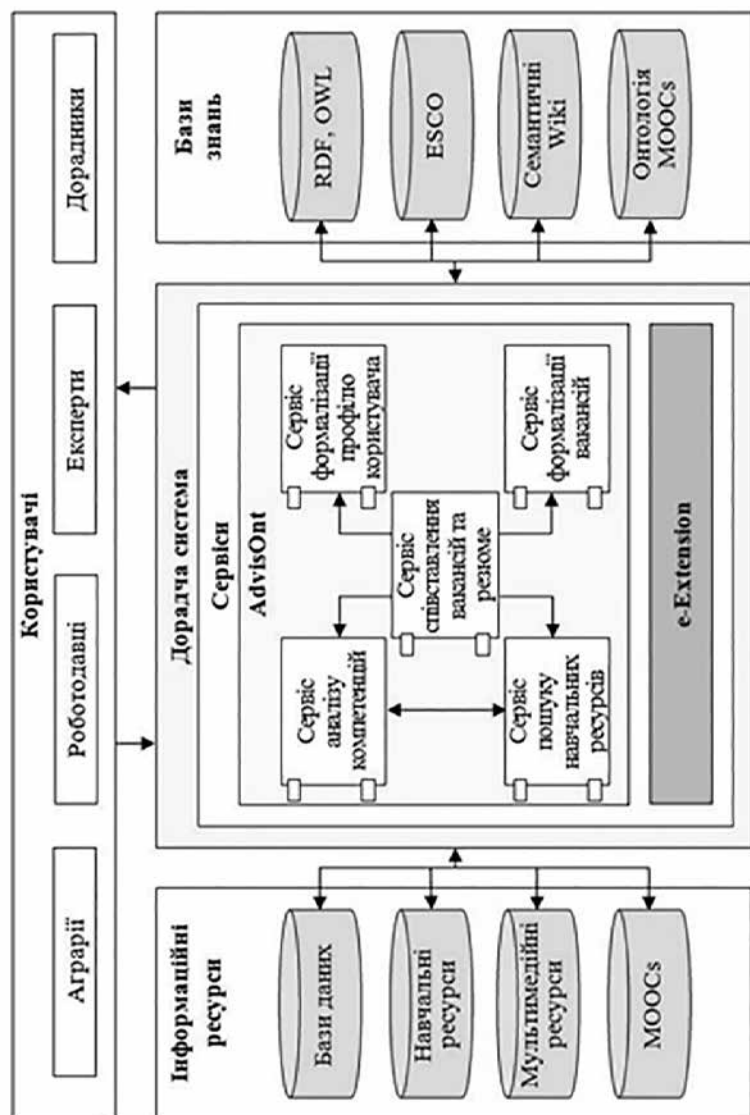 Користувачі
Аграрії
Роботодавці
Експерти
Дорадники
Інформаційні
ресурси
Бази даних
Навчальні
ресурси
Мультимедійні
ресурси
MOOCs
Дорадча система
Сервіси
AdvisOnt
Сервіс
аналізу
компетенцій
Сервіс
формалізації
профілю
користувача
Сервіс
співставлення
вакансій та
резюме
Сервіс
пошуку
навчальних
ресурсів
Сервіс
формалізації
вакансій
e-Extension
Бази
знань
RDF, OWL
ESCO
Семантичні
Wiki
Онтологія
MOOCs